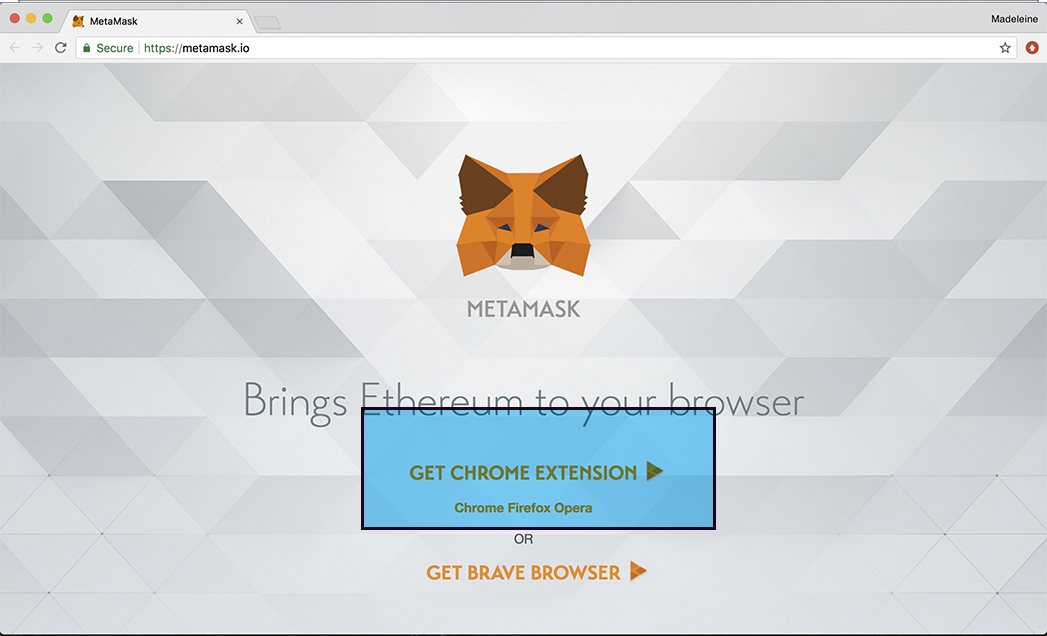 MetaMask
Madeleine
Secure https://metamask.io
METAMASK
Brings Ethereum to your browser
GET CHROME EXTENSION
Chrome Firefox Opera
OR
GET BRAVE BROWSER